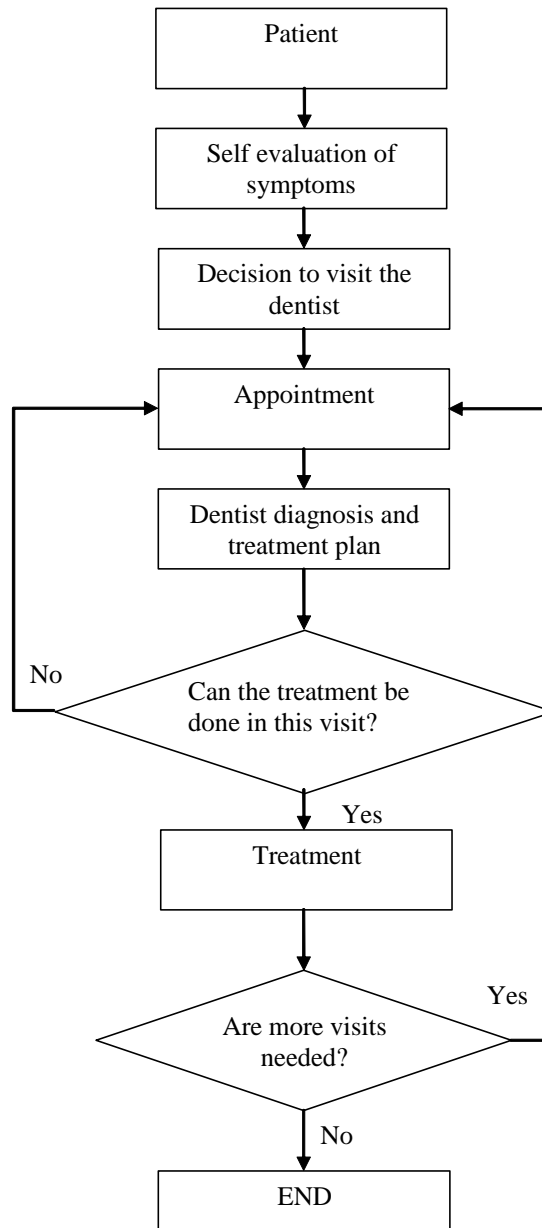 Patient
Self evaluation of
symptoms
Decision to visit the
dentist
Appointment
Dentist diagnosis and
treatment plan
No
Can the treatment be
done in this visit?
Yes
Treatment
Yes
Are more visits
needed?
No
END